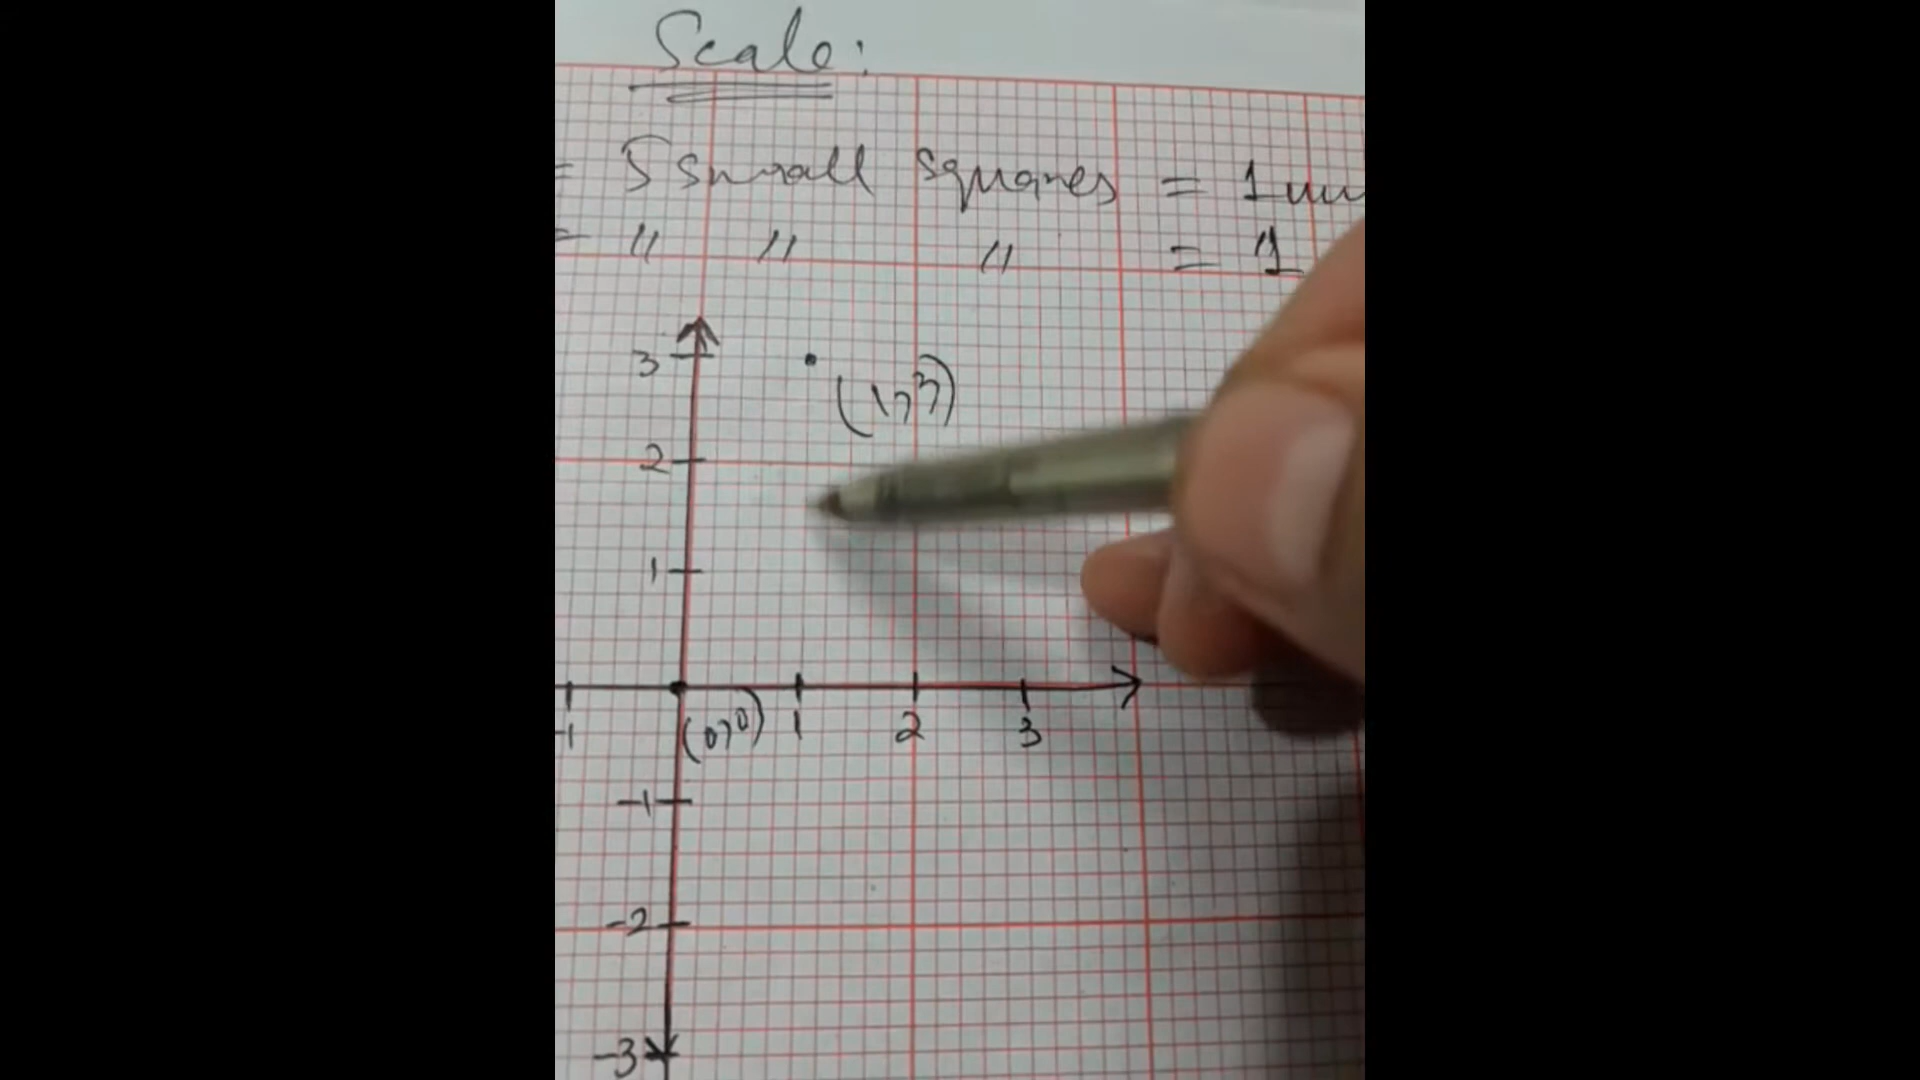 Scale:
= 5 small squares = 1
= " " " = 1
3
(1,3)
2
1
-1 (0,0) 1 2 3
-1
-2
-3